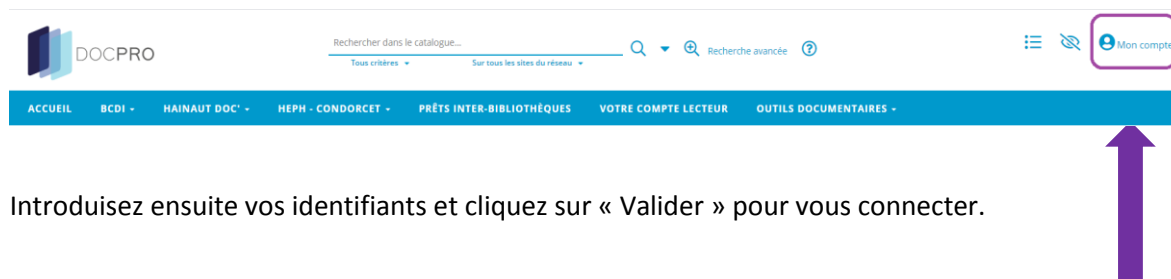 DOCPRO
Rechercher dans le catalogue...
Tous critères
Sur tous les sites du réseau
Recherche avancée
?
Mon compte
ACCUEIL BCDI HAINAUT DOC' HEPH - CONDORCET PRÊTS INTER-BIBLIOTHÈQUES VOTRE COMPTE LECTEUR OUTILS DOCUMENTAIRES
Introduisez ensuite vos identifiants et cliquez sur « Valider » pour vous connecter.